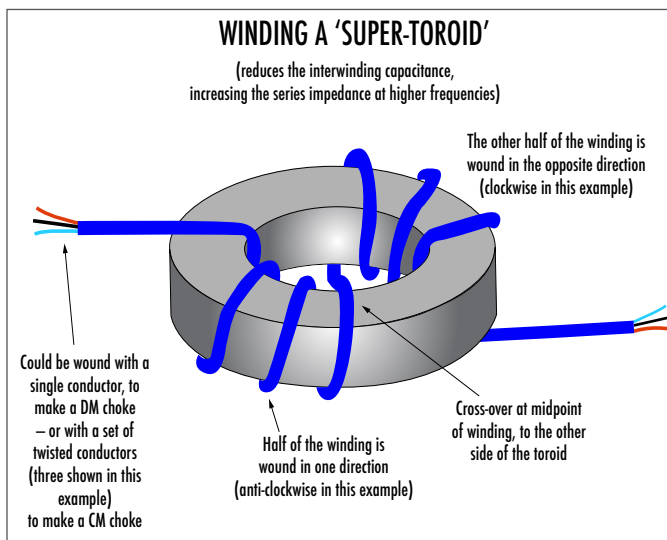 WINDING A ‘SUPER-TOROID’
(reduces the interwinding capacitance,
increasing the series impedance at higher frequencies)
The other half of the winding is
wound in the opposite direction
(clockwise in this example)
Could be wound with a
single conductor, to
make a DM choke
– or with a set of
twisted conductors
(three shown in this
example)
to make a CM choke
Half of the winding is
wound in one direction
(anti-clockwise in this example)
Cross-over at midpoint
of winding, to the other
side of the toroid